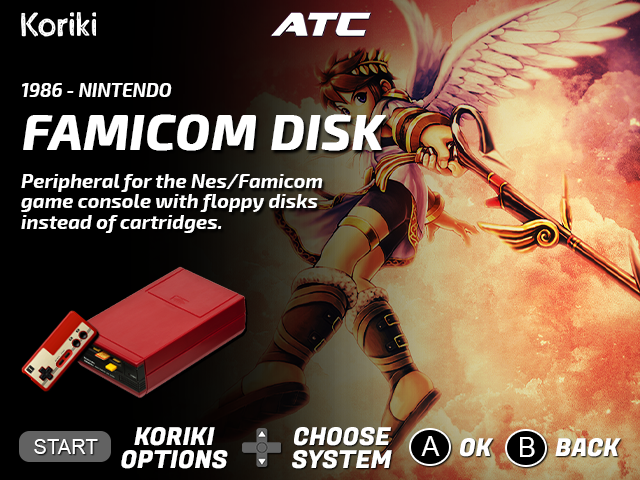 Koriki
ATC
1986 - NINTENDO
FAMICOM DISK
Peripheral for the Nes/Famicom
game console with floppy disks
instead of cartridges.
START
KORIKI
OPTIONS
CHOOSE
SYSTEM
A OK
B BACK